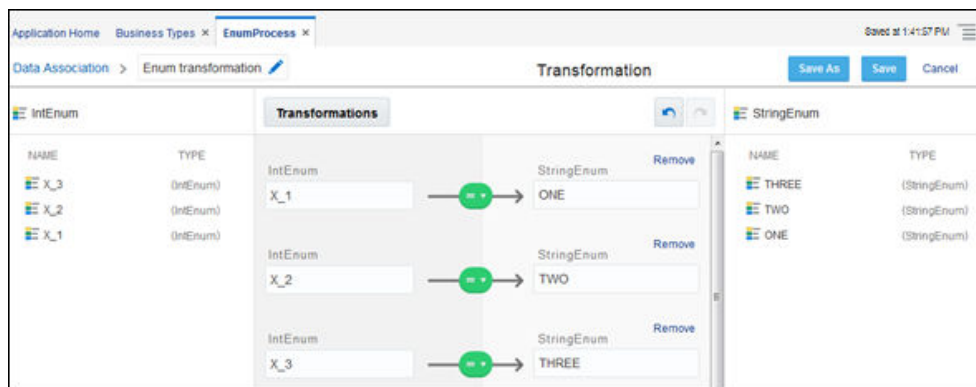 Application Home Business Types × EnumProcess × Saved at 1:41:57 PM
Data Association > Enum transformation Transformation Save As Save Cancel
IntEnum Transformations StringEnum
NAME TYPE Remove NAME TYPE
IntEnum StringEnum
X_3 (IntEnum) X_1 = ONE THREE (StringEnum)
X_2 (IntEnum) TWO (StringEnum)
X_1 (IntEnum) Remove ONE (StringEnum)
IntEnum StringEnum
X_2 = TWO
Remove
IntEnum StringEnum
X_3 = THREE